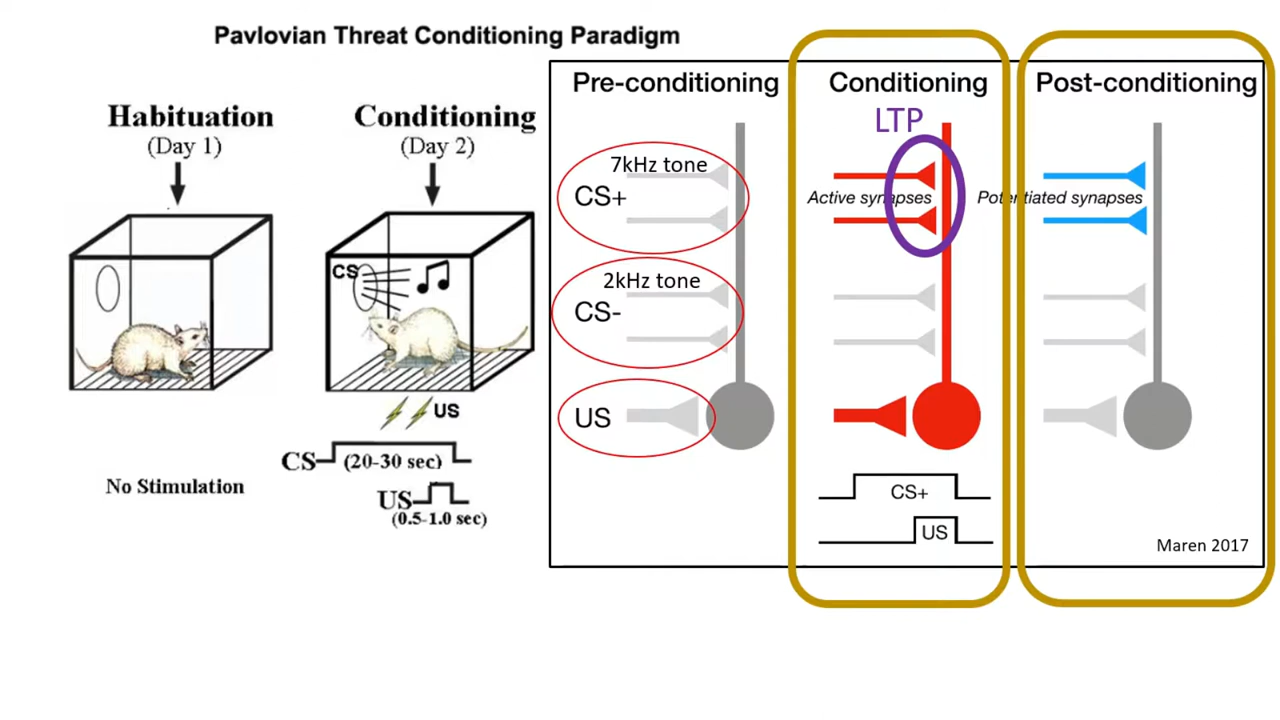 Pavlovian Threat Conditioning Paradigm
Habituation
(Day 1)
No Stimulation
Conditioning
(Day 2)
CS
US
CS (20-30 sec)
US
(0.5-1.0 sec)
Pre-conditioning
7kHz tone
CS+
2kHz tone
CS-
US
Conditioning
LTP
Active synapses
CS+
US
Post-conditioning
Potentiated synapses
Maren 2017